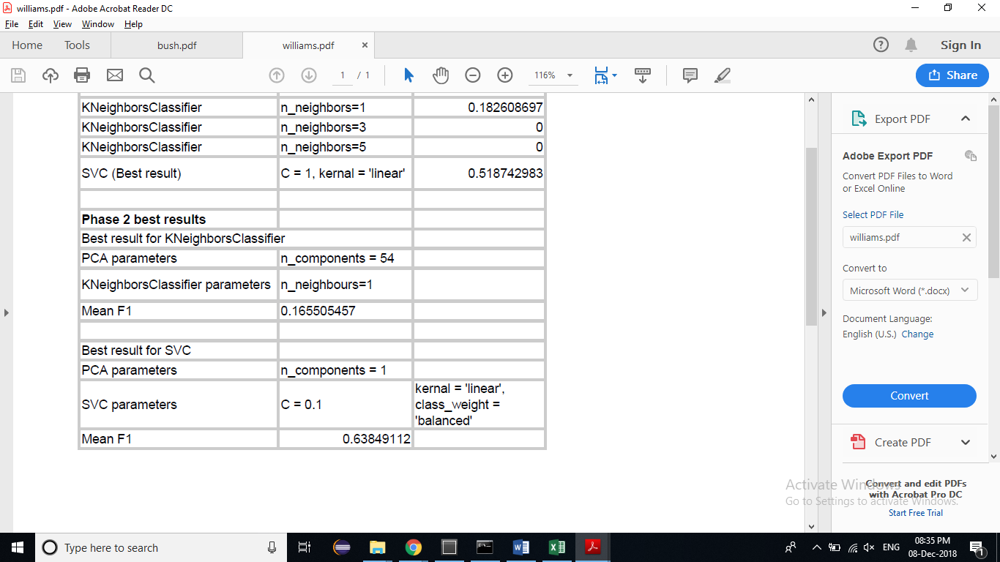 williams.pdf - Adobe Acrobat Reader DC
File Edit View Window Help
Home Tools bush.pdf williams.pdf × Sign In
1 / 1 116% Share
KNeighborsClassifier n_neighbors=1 0.182608697
KNeighborsClassifier n_neighbors=3 0
KNeighborsClassifier n_neighbors=5 0
SVC (Best result) C = 1, kernal = 'linear' 0.518742983
Phase 2 best results
Best result for KNeighborsClassifier
PCA parameters n_components = 54
KNeighborsClassifier parameters n_neighbours=1
Mean F1 0.165505457
Best result for SVC
PCA parameters n_components = 1
SVC parameters C = 0.1 kernal = 'linear',
class_weight =
'balanced'
Mean F1 0.63849112
Export PDF
Adobe Export PDF
Convert PDF Files to Word
or Excel Online
Select PDF File
williams.pdf
Convert to
Microsoft Word (*.docx)
Document Language:
English (U.S.) Change
Convert
Create PDF
Convert and edit PDFs
with Acrobat Pro DC
Start Free Trial
Activate Windows
Go to Settings to activate Windows.
Type here to search
ENG
08:35 PM
08-Dec-2018
1